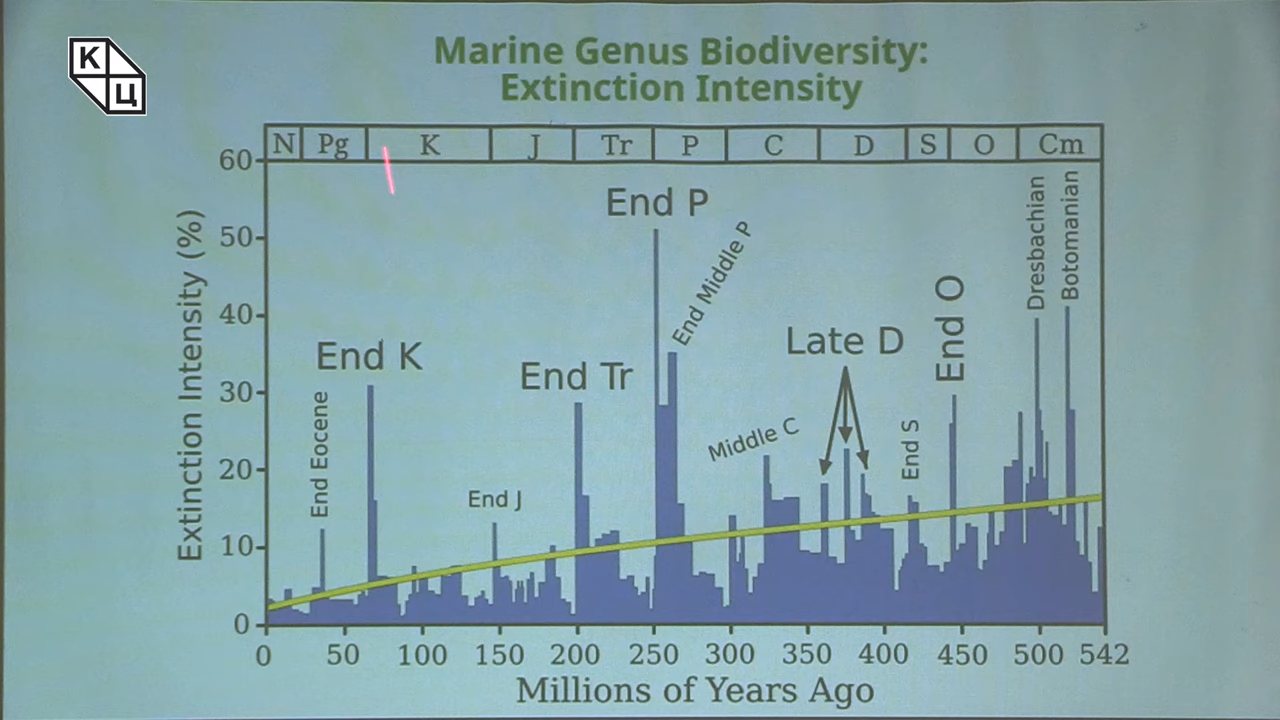 К
Ц
Marine Genus Biodiversity:
Extinction Intensity
N Pg K J Tr P C D S O Cm
Extinction Intensity (%)
60
50
40
30
20
10
0
End Eocene
End K
End J
End Tr
End P
End Middle P
Middle C
Late D
End S
End O
Dresbachian
Botomanian
0 50 100 150 200 250 300 350 400 450 500 542
Millions of Years Ago